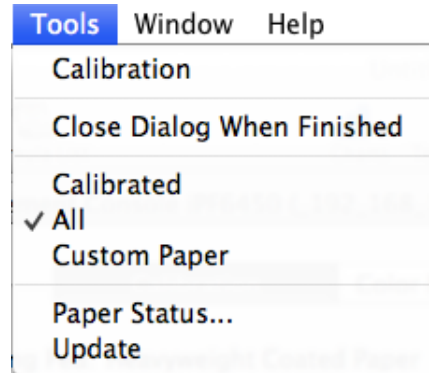 Tools Window Help
Calibration
Close Dialog When Finished
Calibrated
✓ All
Custom Paper
Paper Status...
Update